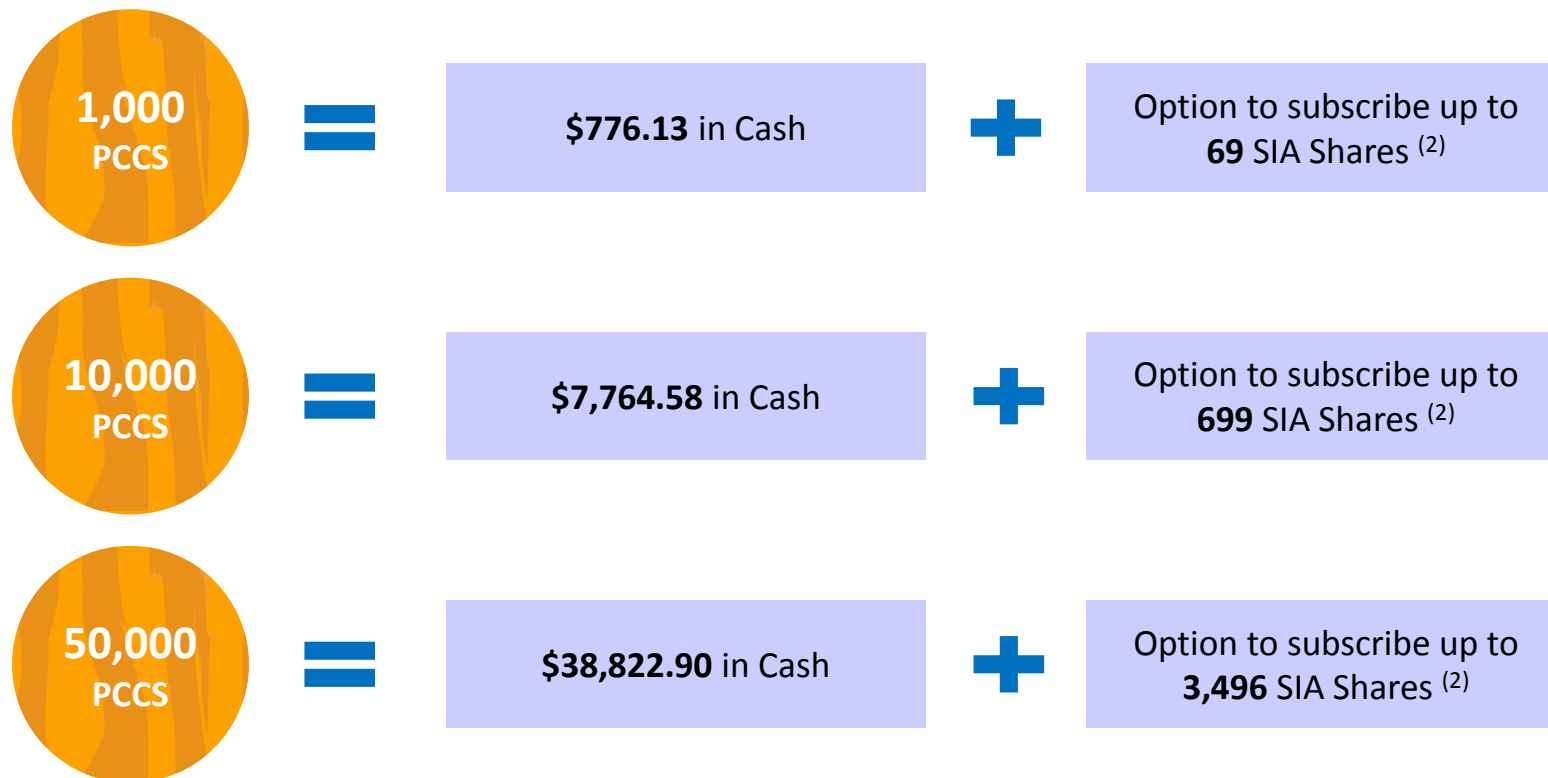 1,000
PCCS
$776.13 in Cash
Option to subscribe up to
69 SIA Shares (2)
10,000
PCCS
$7,764.58 in Cash
Option to subscribe up to
699 SIA Shares (2)
50,000
PCCS
$38,822.90 in Cash
Option to subscribe up to
3,496 SIA Shares (2)